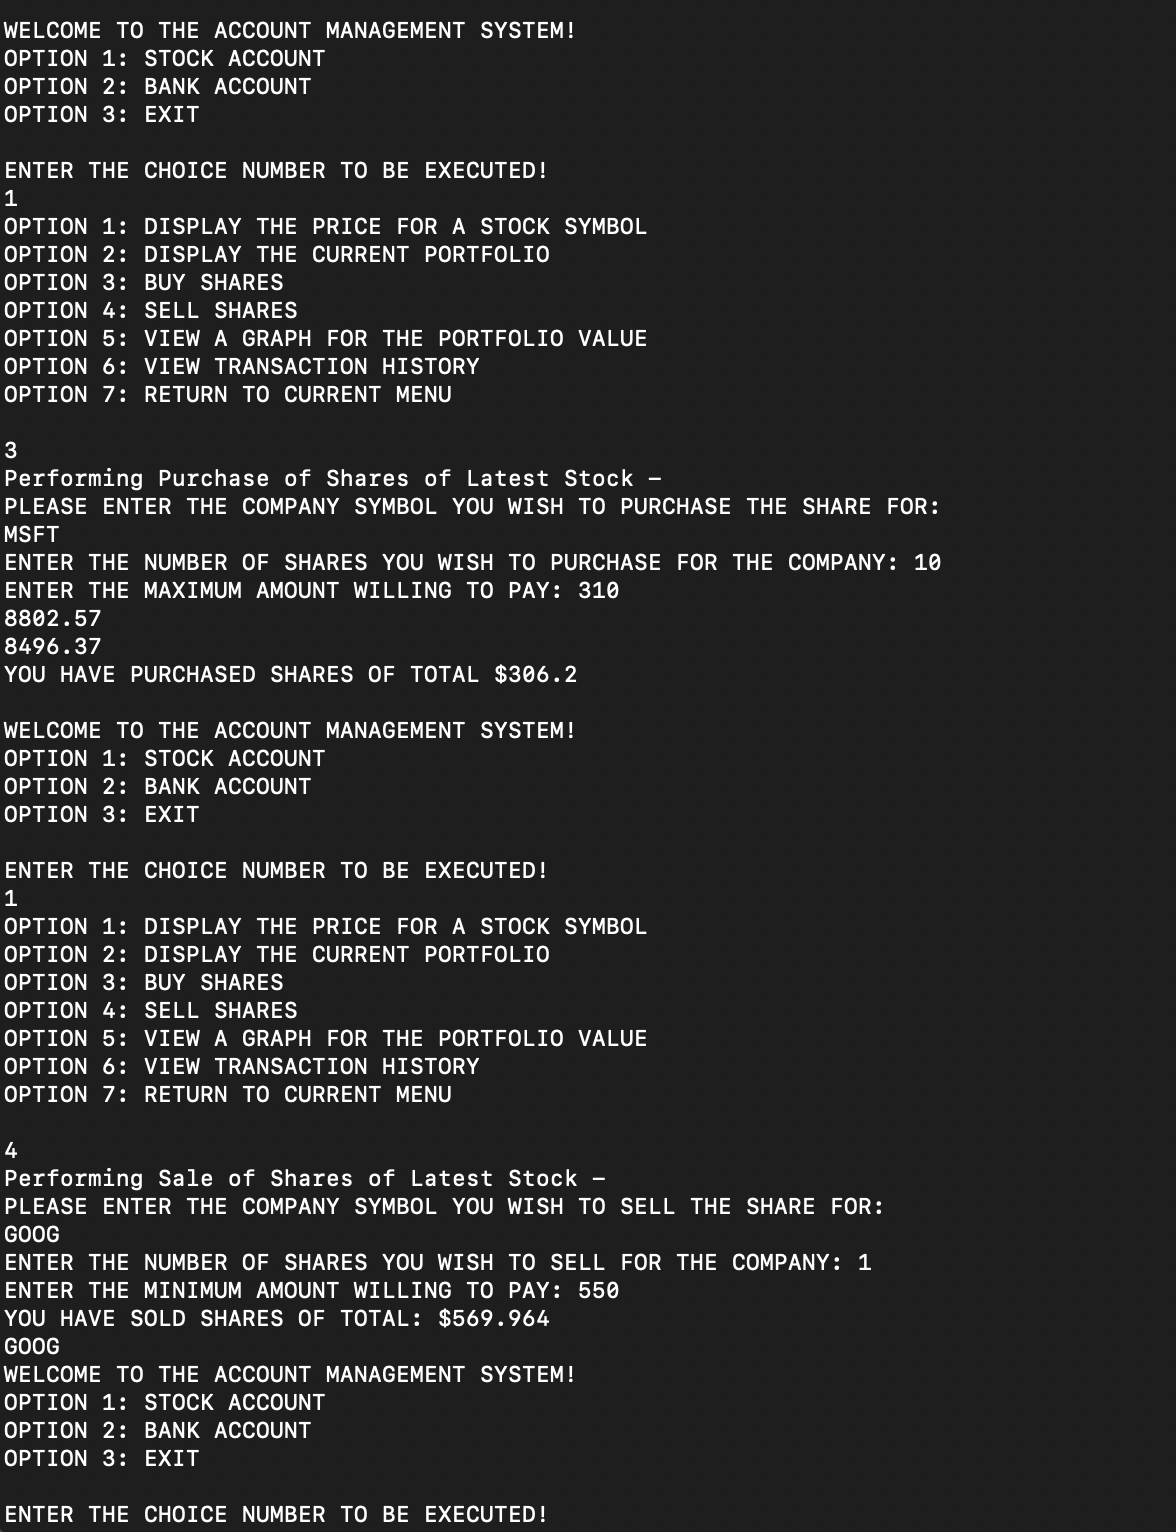 WELCOME TO THE ACCOUNT MANAGEMENT SYSTEM!
OPTION 1: STOCK ACCOUNT
OPTION 2: BANK ACCOUNT
OPTION 3: EXIT
ENTER THE CHOICE NUMBER TO BE EXECUTED!
1
OPTION 1: DISPLAY THE PRICE FOR A STOCK SYMBOL
OPTION 2: DISPLAY THE CURRENT PORTFOLIO
OPTION 3: BUY SHARES
OPTION 4: SELL SHARES
OPTION 5: VIEW A GRAPH FOR THE PORTFOLIO VALUE
OPTION 6: VIEW TRANSACTION HISTORY
OPTION 7: RETURN TO CURRENT MENU
3
Performing Purchase of Shares of Latest Stock –
PLEASE ENTER THE COMPANY SYMBOL YOU WISH TO PURCHASE THE SHARE FOR:
MSFT
ENTER THE NUMBER OF SHARES YOU WISH TO PURCHASE FOR THE COMPANY: 10
ENTER THE MAXIMUM AMOUNT WILLING TO PAY: 310
8802.57
8496.37
YOU HAVE PURCHASED SHARES OF TOTAL $306.2
WELCOME TO THE ACCOUNT MANAGEMENT SYSTEM!
OPTION 1: STOCK ACCOUNT
OPTION 2: BANK ACCOUNT
OPTION 3: EXIT
ENTER THE CHOICE NUMBER TO BE EXECUTED!
1
OPTION 1: DISPLAY THE PRICE FOR A STOCK SYMBOL
OPTION 2: DISPLAY THE CURRENT PORTFOLIO
OPTION 3: BUY SHARES
OPTION 4: SELL SHARES
OPTION 5: VIEW A GRAPH FOR THE PORTFOLIO VALUE
OPTION 6: VIEW TRANSACTION HISTORY
OPTION 7: RETURN TO CURRENT MENU
4
Performing Sale of Shares of Latest Stock –
PLEASE ENTER THE COMPANY SYMBOL YOU WISH TO SELL THE SHARE FOR:
GOOG
ENTER THE NUMBER OF SHARES YOU WISH TO SELL FOR THE COMPANY: 1
ENTER THE MINIMUM AMOUNT WILLING TO PAY: 550
YOU HAVE SOLD SHARES OF TOTAL: $569.964
GOOG
WELCOME TO THE ACCOUNT MANAGEMENT SYSTEM!
OPTION 1: STOCK ACCOUNT
OPTION 2: BANK ACCOUNT
OPTION 3: EXIT
ENTER THE CHOICE NUMBER TO BE EXECUTED!